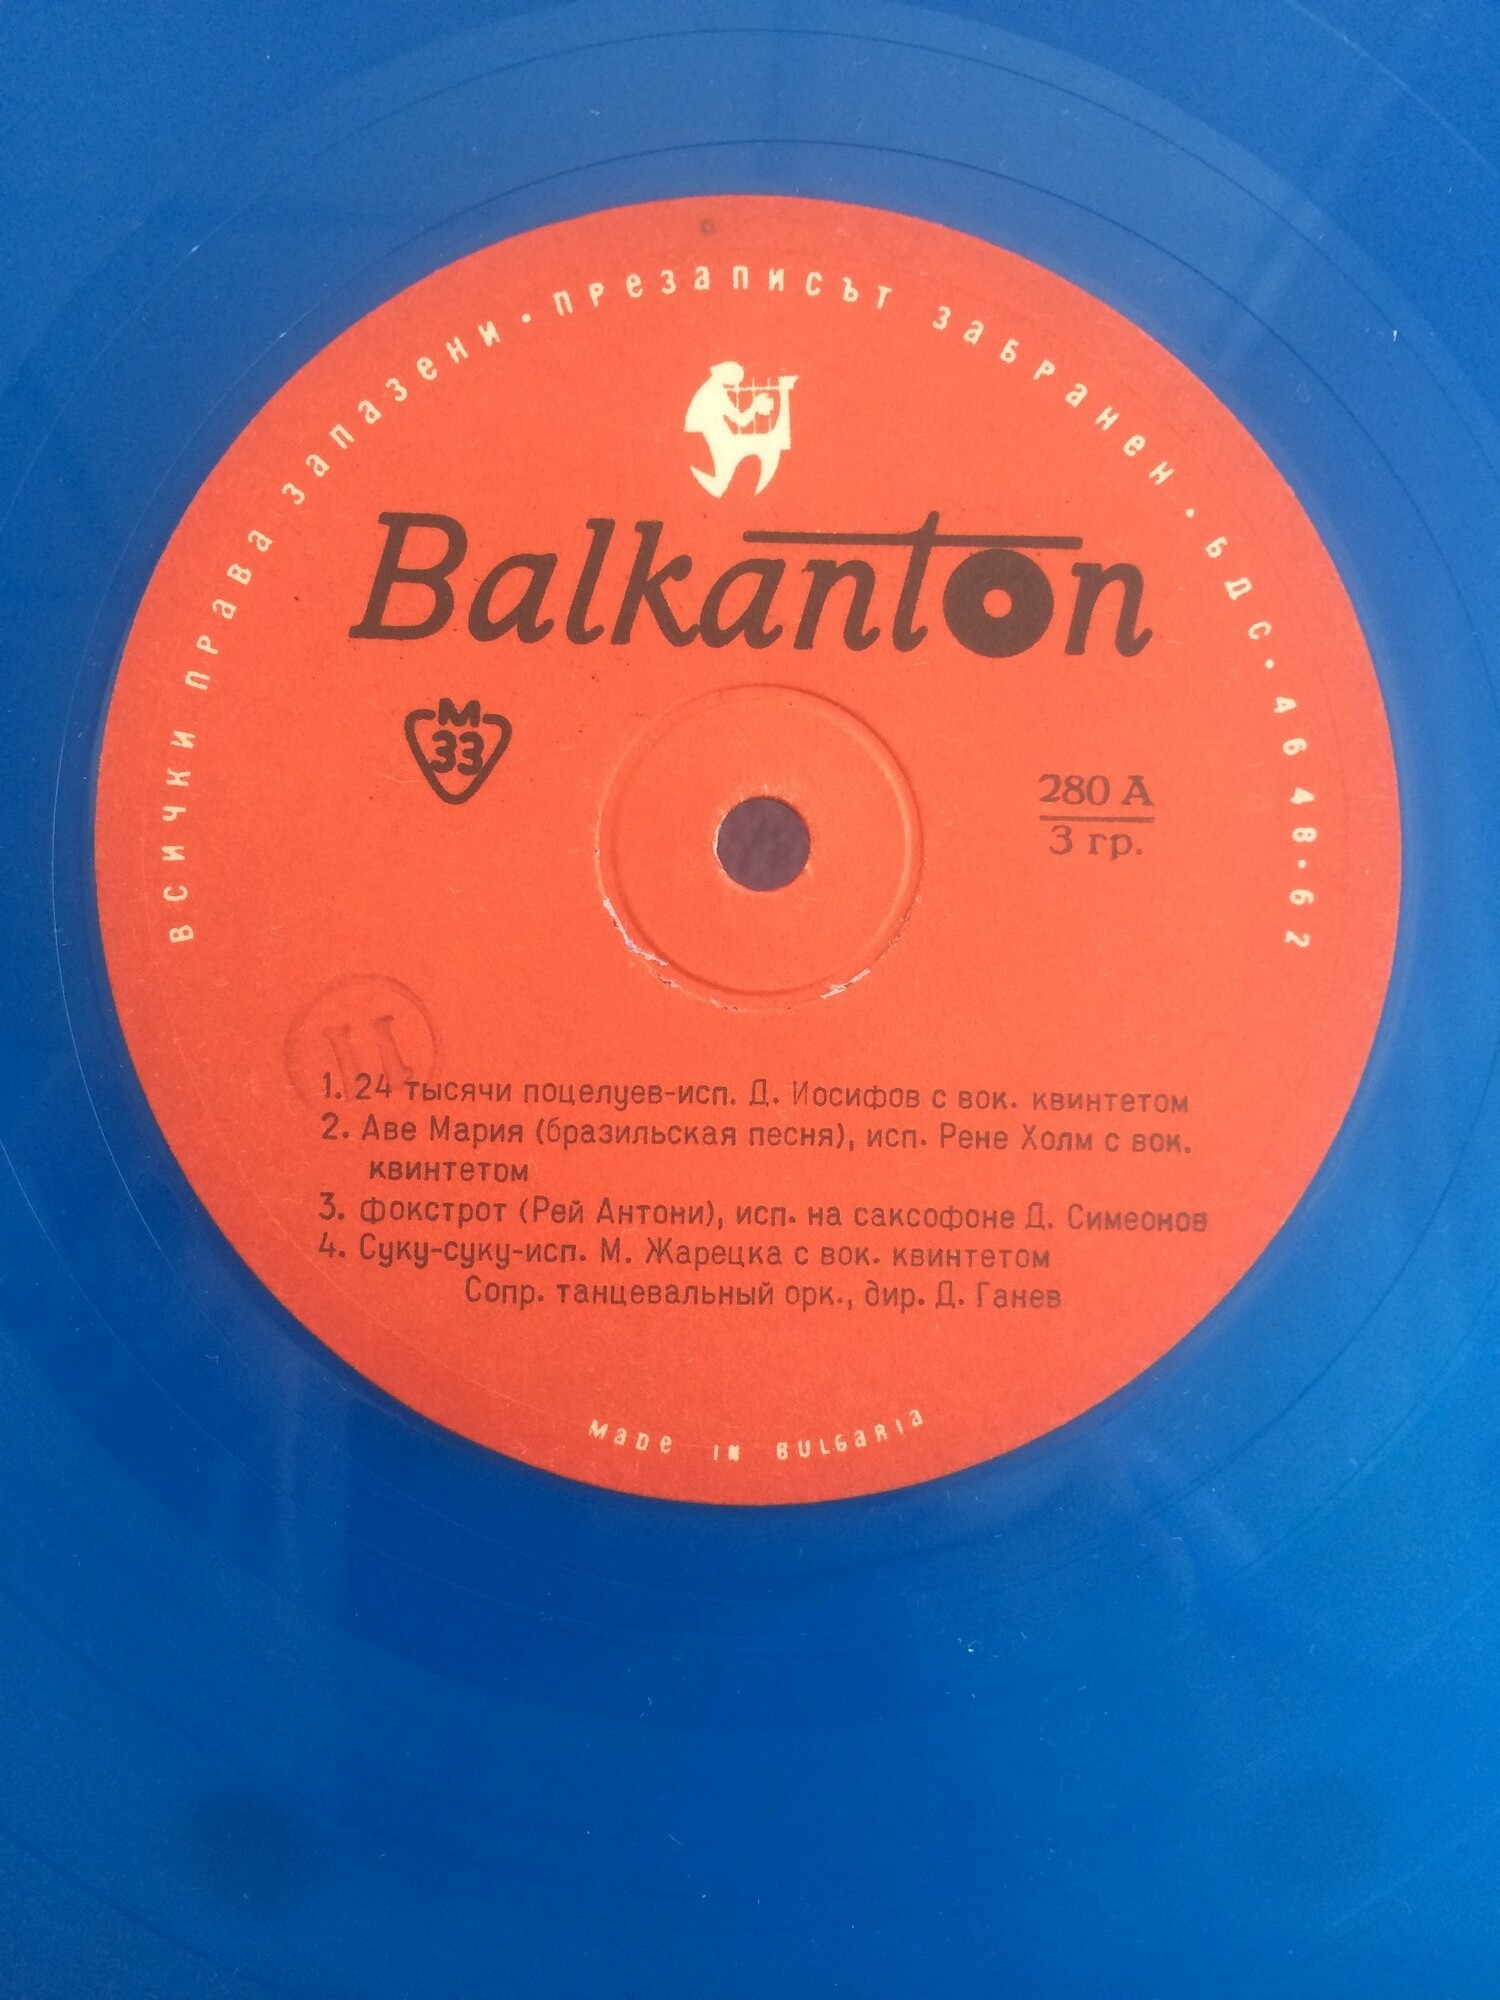 всички права запазени • презаписът забранен • бдс • 4648 • 62
Balkanton
М
33
280 А
3 гр.
11
1. 24 тысячи поцелуев-исп. Д. Иосифов с вок. квинтетом
2. Аве Мария (бразильская песня), исп. Рене Холм с вок.
квинтетом
3. Фокстрот (Рей Антони), исп. на саксофоне Д. Симеонов
4. Суку-суку-исп. М. Жарецка с вок. квинтетом
Сопр. танцевальный орк., дир. Д. Ганев
MaDe IN BULGaRIa